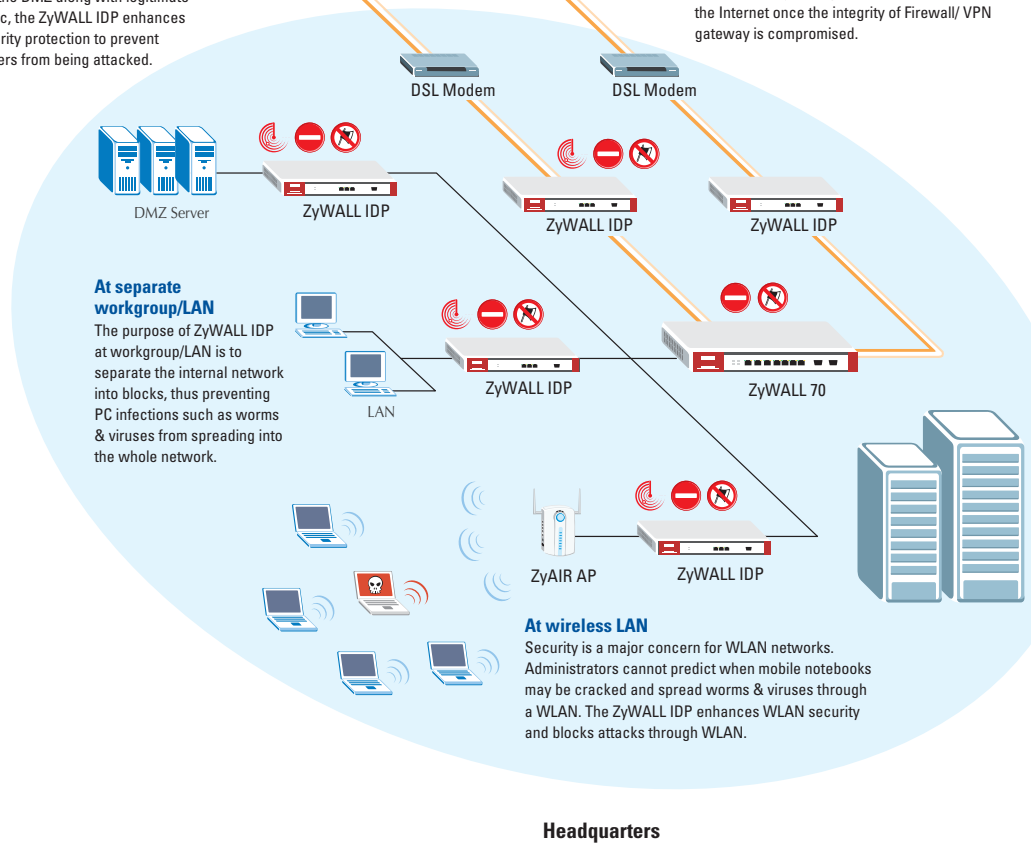 the DMZ along with legitimate
c, the ZyWALL IDP enhances
rity protection to prevent
ers from being attacked.
the Internet once the integrity of Firewall/ VPN
gateway is compromised.
DSL Modem
DSL Modem
DMZ Server
ZyWALL IDP
ZyWALL IDP
ZyWALL IDP
At separate
workgroup/LAN
The purpose of ZyWALL IDP
at workgroup/LAN is to
separate the internal network
into blocks, thus preventing
PC infections such as worms
& viruses from spreading into
the whole network.
LAN
ZyWALL IDP
ZyWALL 70
ZyAIR AP
ZyWALL IDP
At wireless LAN
Security is a major concern for WLAN networks.
Administrators cannot predict when mobile notebooks
may be cracked and spread worms & viruses through
a WLAN. The ZyWALL IDP enhances WLAN security
and blocks attacks through WLAN.
Headquarters